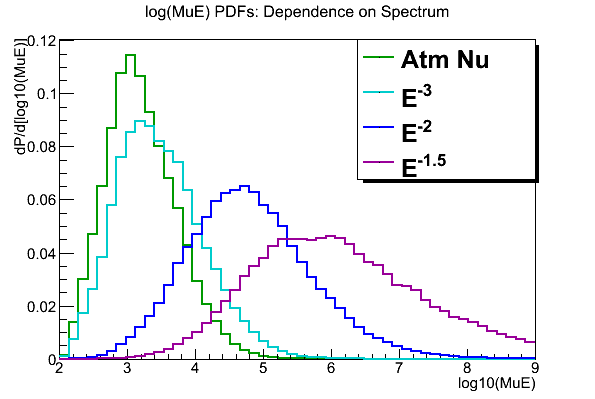 log(MuE) PDFs: Dependence on Spectrum
dP/d[log10(MuE)]
0.12
0.1
0.08
0.06
0.04
0.02
0
Atm Nu
E^-3
E^-2
E^-1.5
2 3 4 5 6 7 8 9
log10(MuE)